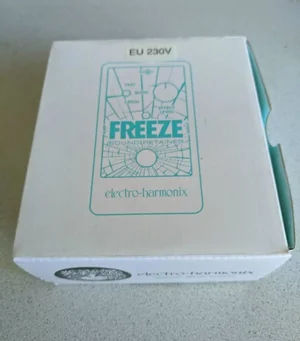 EU 230V
FREEZE
SOUND RETAINER
electro-harmonix
electro-harmonix